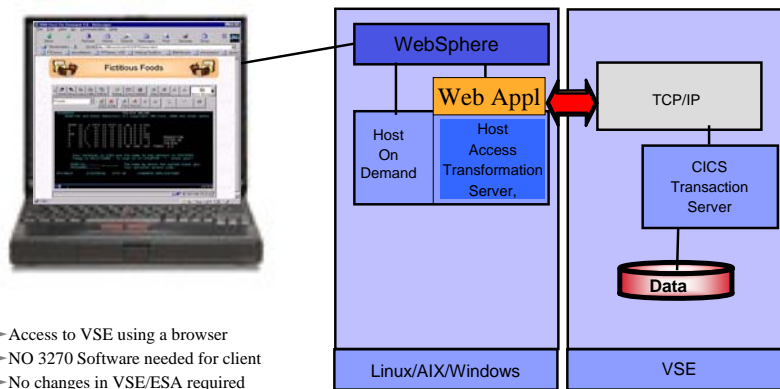 Fictitious Foods
FICTITIOUS
WebSphere
Web Appl
Host
On
Demand
Host
Access
Transformation
Server,
TCP/IP
CICS
Transaction
Server
Data
Access to VSE using a browser
NO 3270 Software needed for client
No changes in VSE/ESA required
Linux/AIX/Windows
VSE